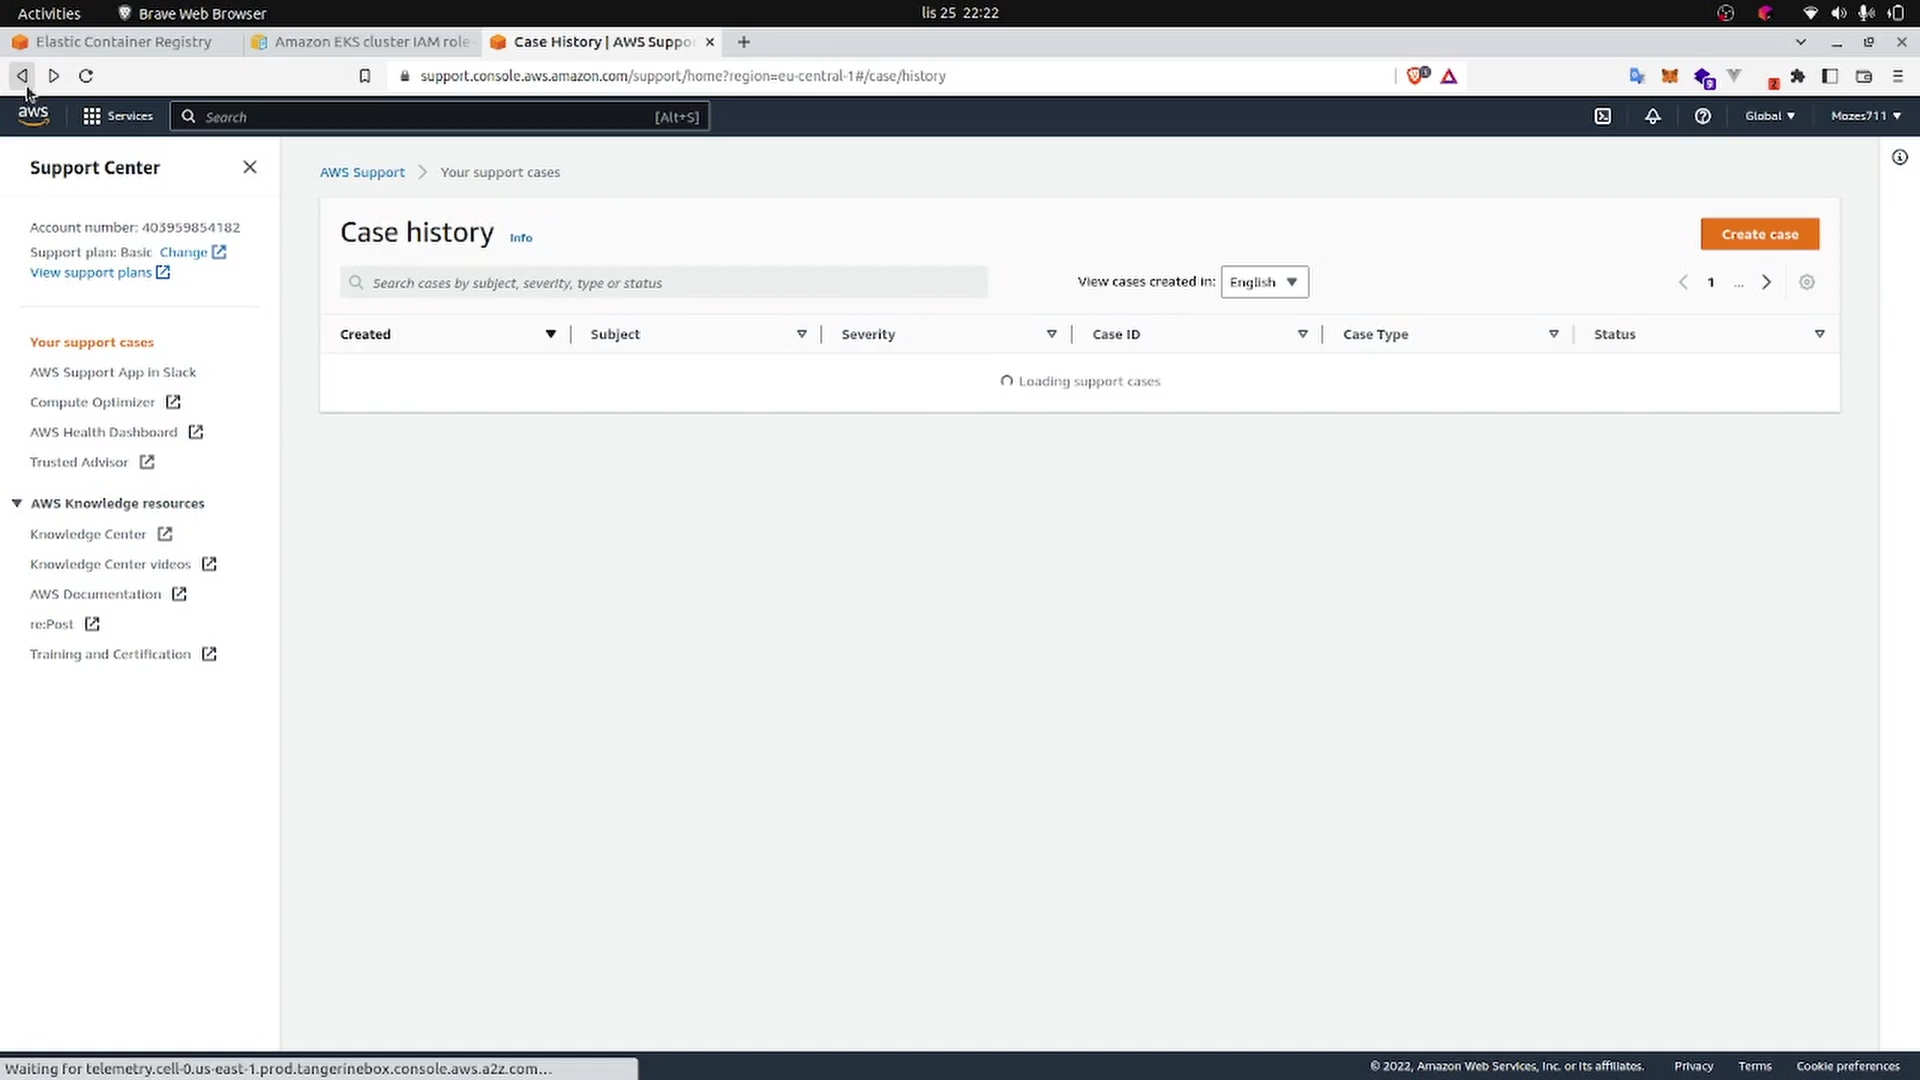 Activities
Brave Web Browser
lis 25 22:22
Elastic Container Registry
Amazon EKS cluster IAM role
Case History | AWS Suppo
support.console.aws.amazon.com/support/home?region=eu-central-1#/case/history
aws
Services
Search
[Alt+S]
Global
Mozes711
Support Center
Account number: 403959854182
Support plan: Basic Change
View support plans
Your support cases
AWS Support App in Slack
Compute Optimizer
AWS Health Dashboard
Trusted Advisor
AWS Knowledge resources
Knowledge Center
Knowledge Center videos
AWS Documentation
re:Post
Training and Certification
AWS Support
Your support cases
Case history
Info
Create case
Search cases by subject, severity, type or status
View cases created in:
English
1
...
Created
Subject
Severity
Case ID
Case Type
Status
Loading support cases
Waiting for telemetry.cell-0.us-east-1.prod.tangerinebox.console.aws.a2z.com...
© 2022, Amazon Web Services, Inc. or its affiliates.
Privacy
Terms
Cookie preferences